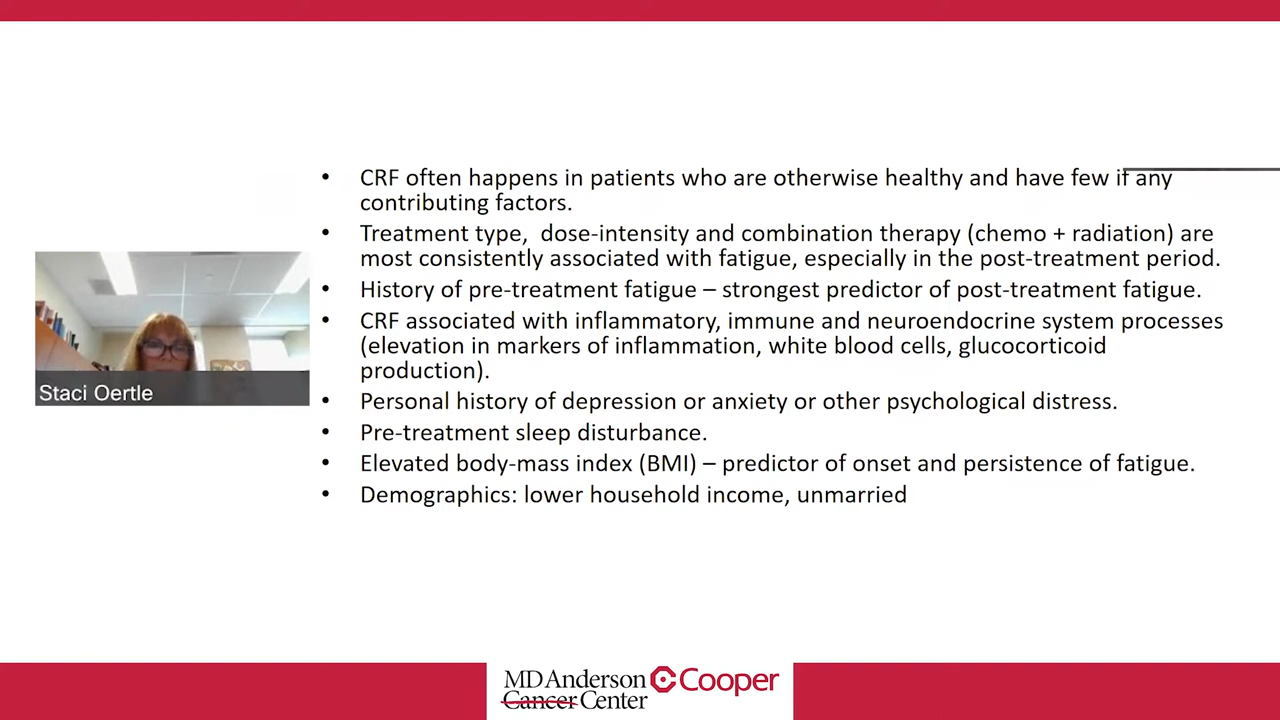 • CRF often happens in patients who are otherwise healthy and have few if any
contributing factors.
• Treatment type,  dose-intensity and combination therapy (chemo + radiation) are
most consistently associated with fatigue, especially in the post-treatment period.
• History of pre-treatment fatigue – strongest predictor of post-treatment fatigue.
• CRF associated with inflammatory, immune and neuroendocrine system processes
(elevation in markers of inflammation, white blood cells, glucocorticoid
production).
• Personal history of depression or anxiety or other psychological distress.
• Pre-treatment sleep disturbance.
• Elevated body-mass index (BMI) – predictor of onset and persistence of fatigue.
• Demographics: lower household income, unmarried
Staci Oertle
MD Anderson Cooper
Cancer Center